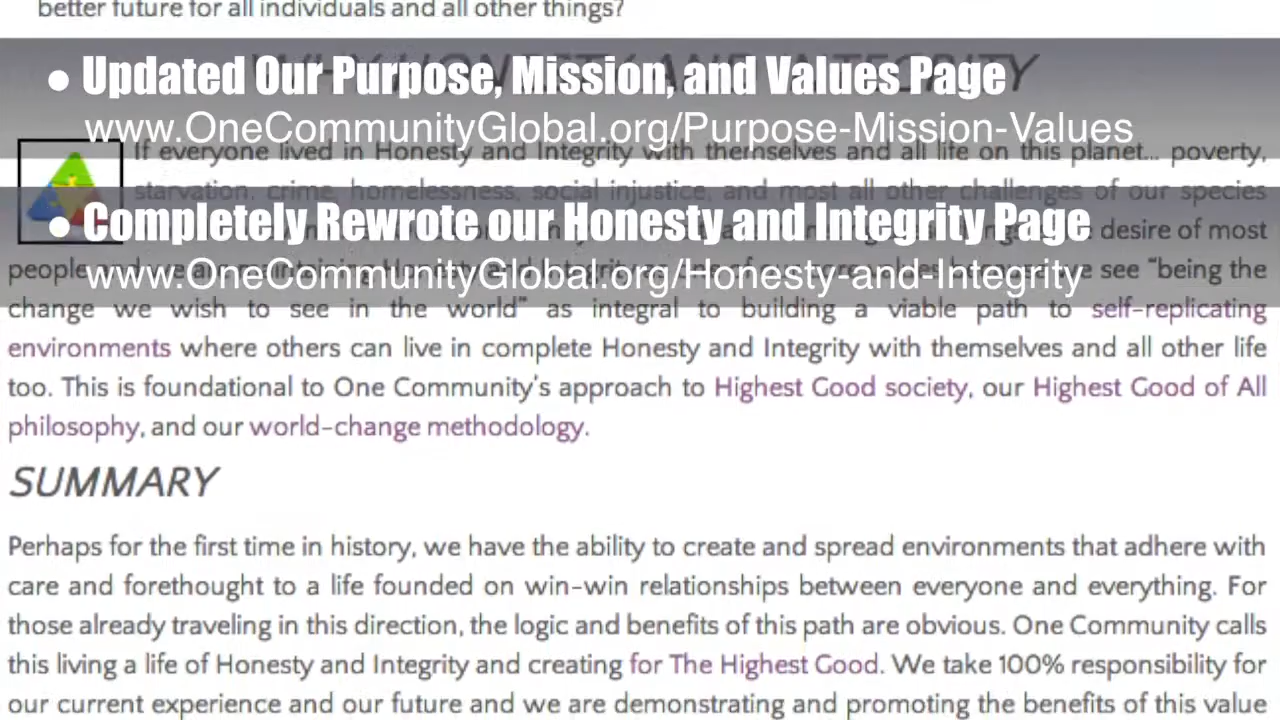 better future for all individuals and all other things?
WHY HONESTY AND INTEGRITY
● Updated Our Purpose, Mission, and Values Page
www.OneCommunityGlobal.org/Purpose-Mission-Values
If everyone lived in Honesty and Integrity with themselves and all life on this planet... poverty,
starvation, crime, homelessness, social injustice, and most all other challenges of our species
● Completely Rewrote our Honesty and Integrity Page
desire of most
www.OneCommunityGlobal.org/Honesty-and-Integrity
people see “being the
change we wish to see in the world” as integral to building a viable path to self-replicating
environments where others can live in complete Honesty and Integrity with themselves and all other life
too. This is foundational to One Community’s approach to Highest Good society, our Highest Good of All
philosophy, and our world-change methodology.
SUMMARY
Perhaps for the first time in history, we have the ability to create and spread environments that adhere with
care and forethought to a life founded on win-win relationships between everyone and everything. For
those already traveling in this direction, the logic and benefits of this path are obvious. One Community calls
this living a life of Honesty and Integrity and creating for The Highest Good. We take 100% responsibility for
our current experience and our future and we are demonstrating and promoting the benefits of this value